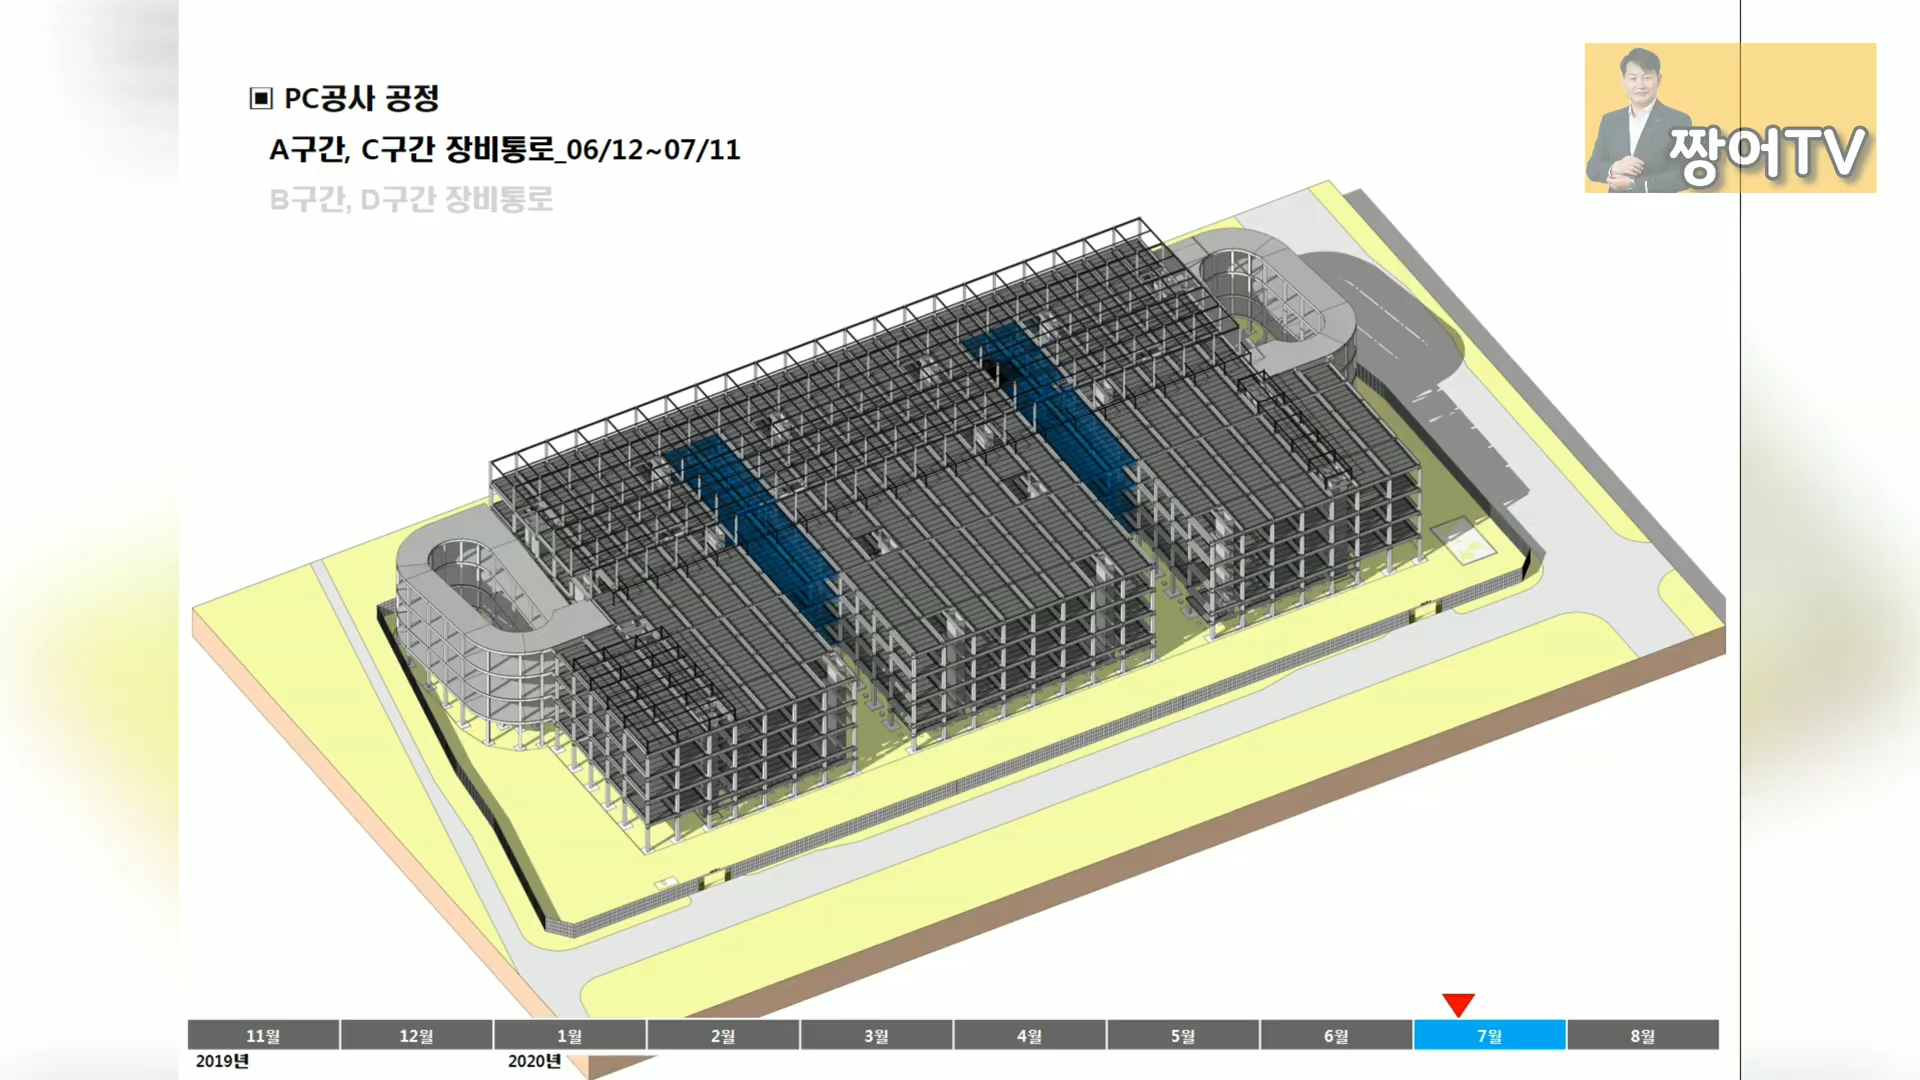 ▣ PC공사 공정
A구간, C구간 장비통로_06/12~07/11
B구간, D구간 장비통로
짱어TV
11월 12월 1월 2월 3월 4월 5월 6월 7월 8월
2019년 2020년